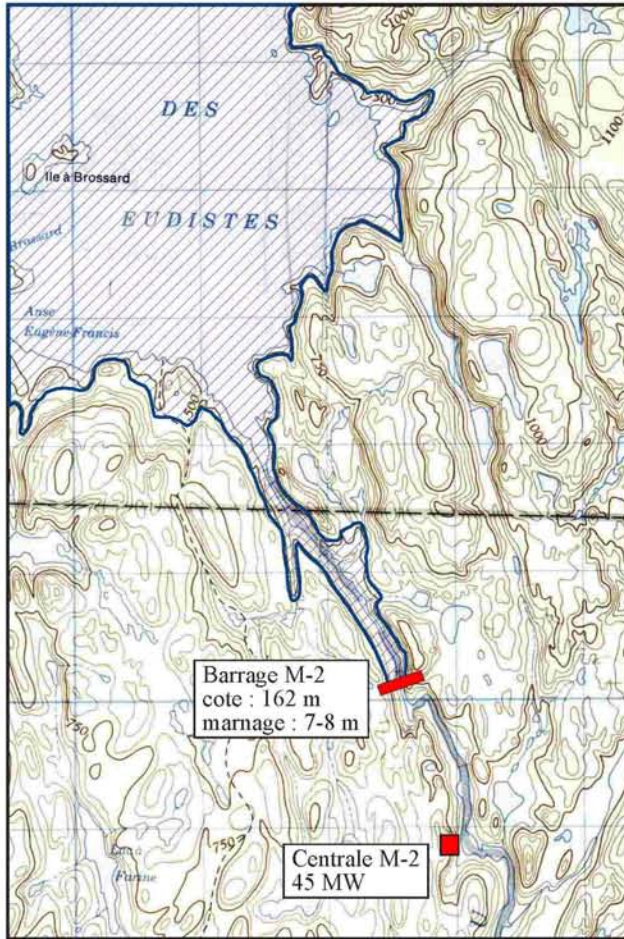 1000
500
1100
DES
Ile à Brossard
EUDISTES
Brossard
Anse
Eugène-Francis
750
500
1000
Barrage M-2
cote : 162 m
marnage : 7-8 m
750
750
Centrale M-2
45 MW